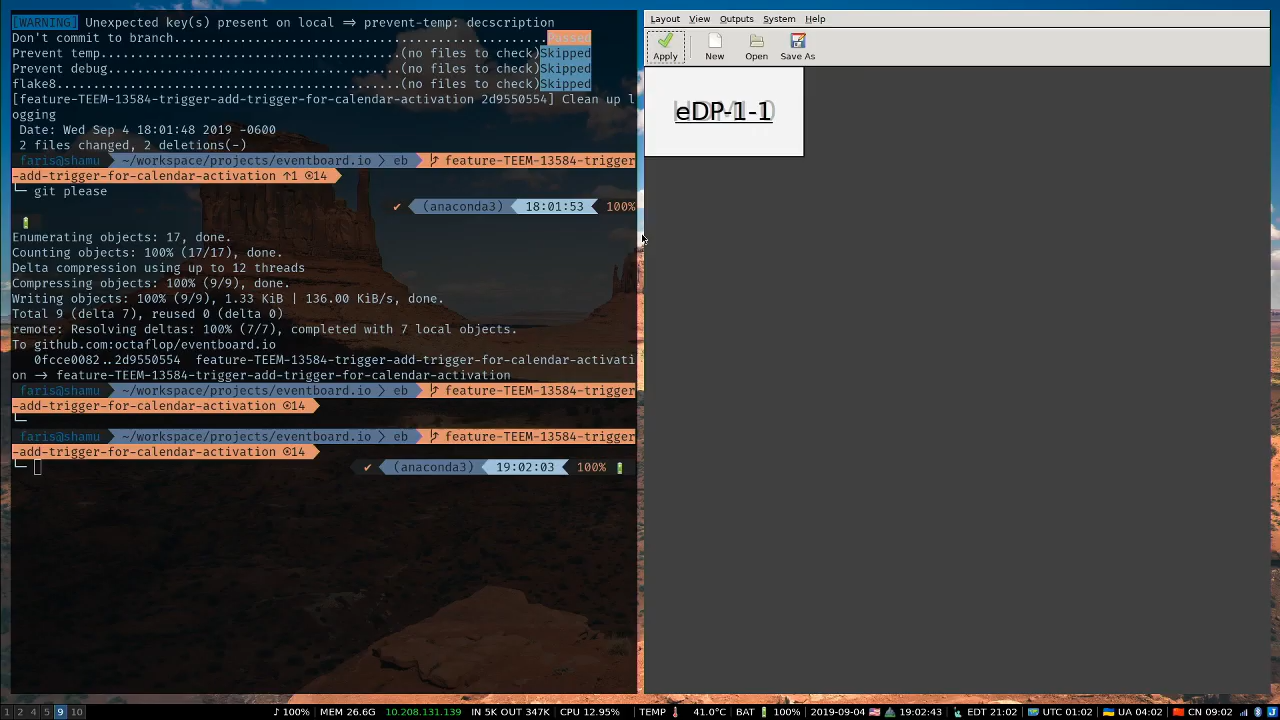 [WARNING] Unexpected key(s) present on local => prevent-temp: decscription
Don't commit to branch.................................................Passed
Prevent temp.........................................(no files to check)Skipped
Prevent debug........................................(no files to check)Skipped
flake8...............................................(no files to check)Skipped
[feature-TEEM-13584-trigger-add-trigger-for-calendar-activation 2d9550554] Clean up l
ogging
Date: Wed Sep 4 18:01:48 2019 -0600
2 files changed, 2 deletions(-)
faris@shamu ~/workspace/projects/eventboard.io > eb feature-TEEM-13584-trigger
-add-trigger-for-calendar-activation ↑1 ⊙14
git please
✔ (anaconda3) 18:01:53 100%
Enumerating objects: 17, done.
Counting objects: 100% (17/17), done.
Delta compression using up to 12 threads
Compressing objects: 100% (9/9), done.
Writing objects: 100% (9/9), 1.33 KiB | 136.00 KiB/s, done.
Total 9 (delta 7), reused 0 (delta 0)
remote: Resolving deltas: 100% (7/7), completed with 7 local objects.
To github.com:octaflop/eventboard.io
0fcce0082..2d9550554 feature-TEEM-13584-trigger-add-trigger-for-calendar-activati
on -> feature-TEEM-13584-trigger-add-trigger-for-calendar-activation
faris@shamu ~/workspace/projects/eventboard.io > eb feature-TEEM-13584-trigger
-add-trigger-for-calendar-activation ⊙14
faris@shamu ~/workspace/projects/eventboard.io > eb feature-TEEM-13584-trigger
-add-trigger-for-calendar-activation ⊙14
✔ (anaconda3) 19:02:03 100%
Layout View Outputs System Help
Apply New Open Save As
eDP-1-1
1 2 4 5 9 10 ♪ 100% MEM 26.6G 10.208.131.139 IN 5K OUT 347K CPU 12.95% TEMP 41.0°C BAT 100% 2019-09-04 19:02:43 EDT 21:02 UTC 01:02 UA 04:02 CN 09:02